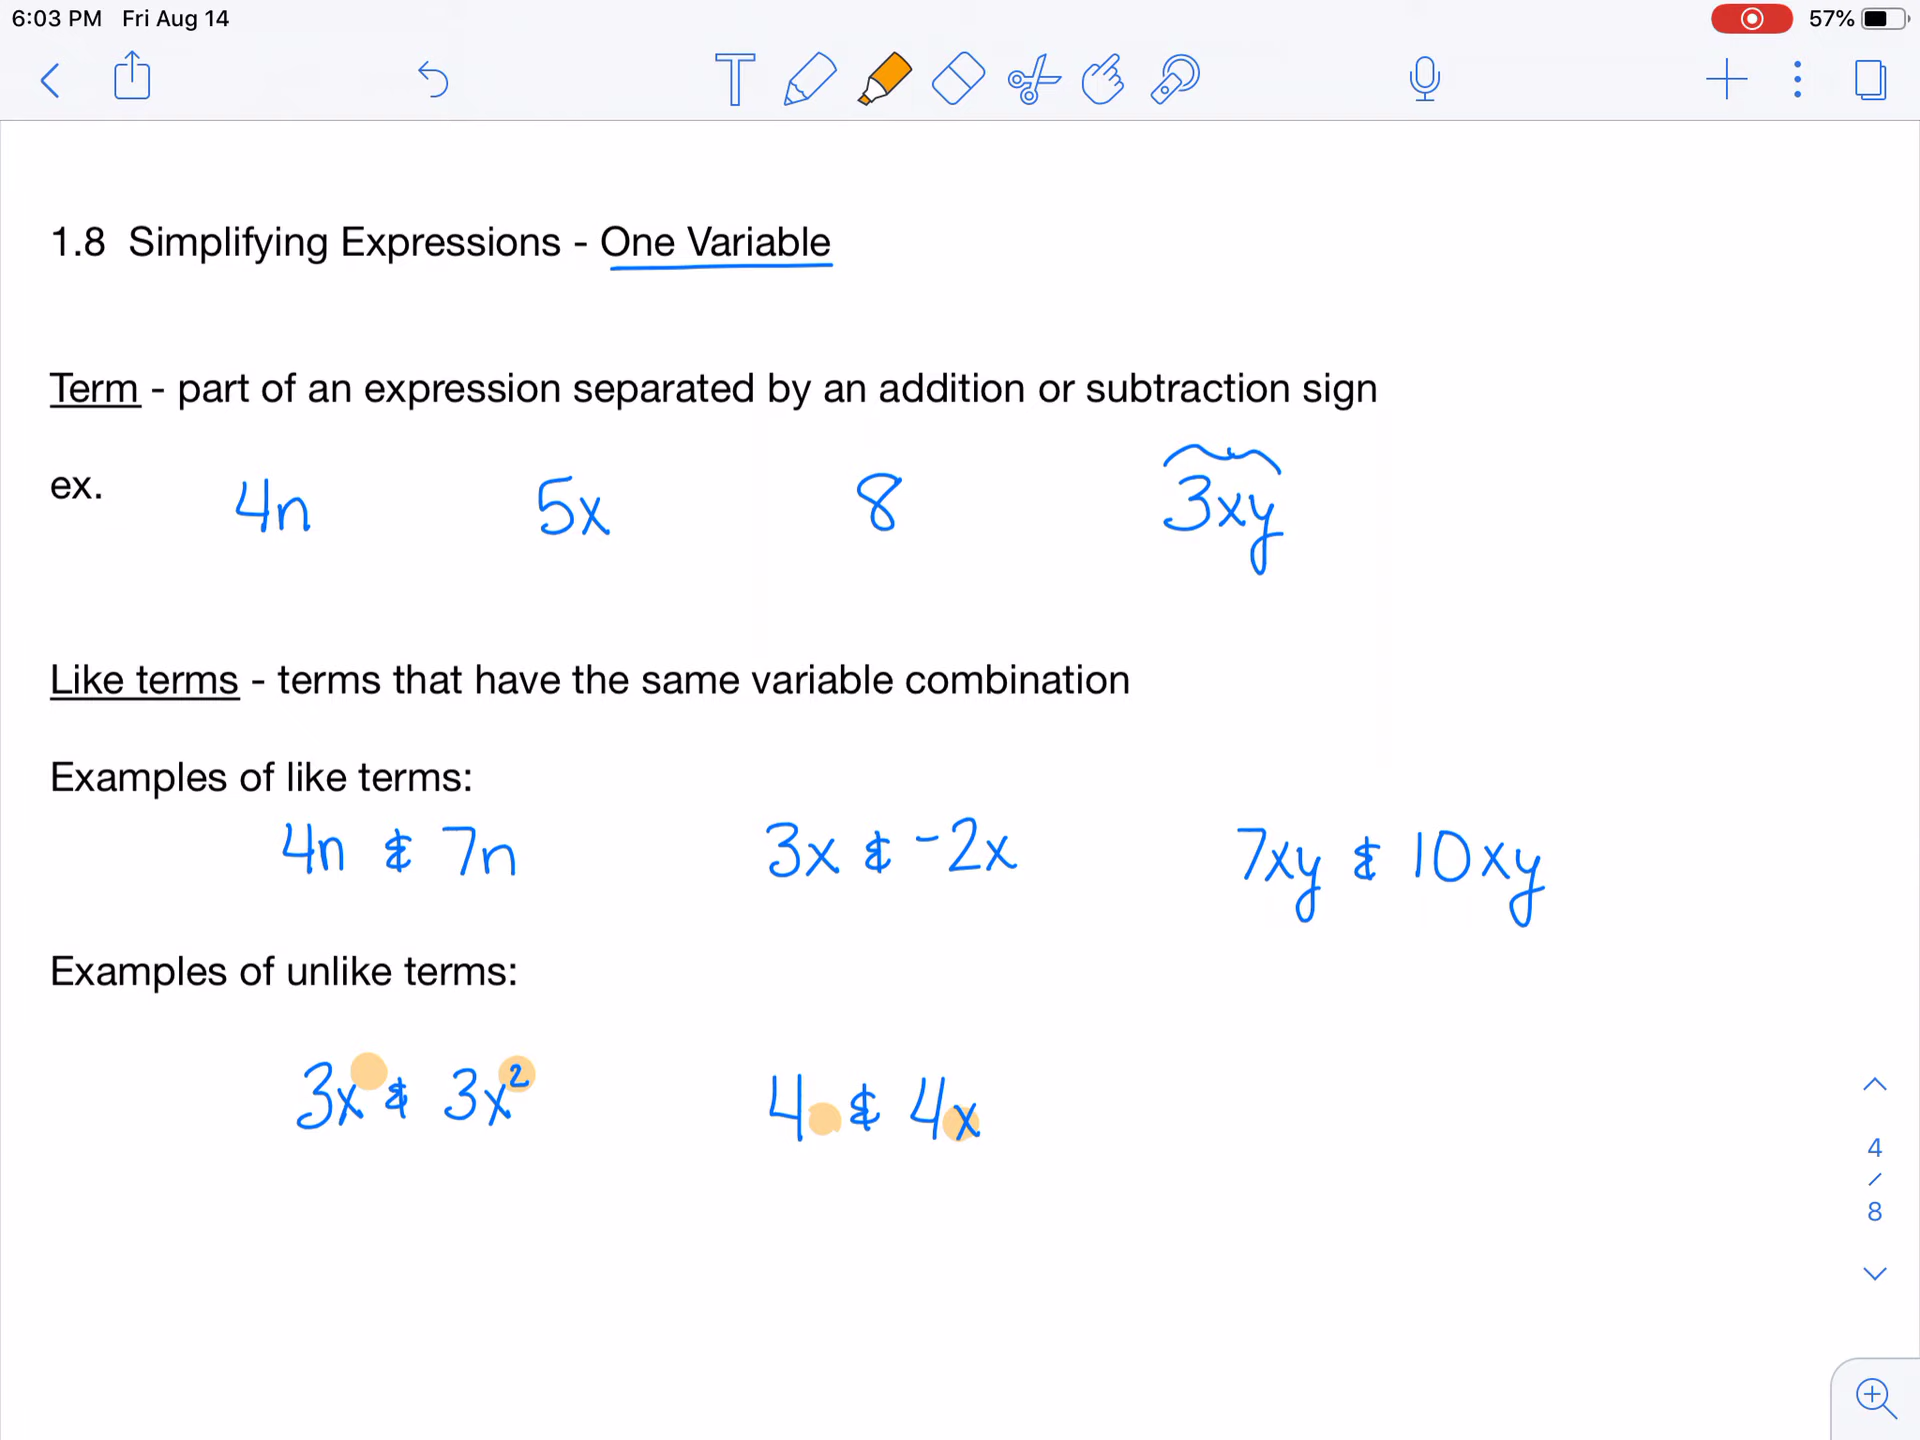 6:03 PM Fri Aug 14 57%
T
1.8 Simplifying Expressions - One Variable
Term - part of an expression separated by an addition or subtraction sign
ex. 4n 5x 8 3xy
Like terms - terms that have the same variable combination
Examples of like terms:
4n & 7n 3x & -2x 7xy & 10xy
Examples of unlike terms:
3x & 3x² 4 & 4x
4
/
8